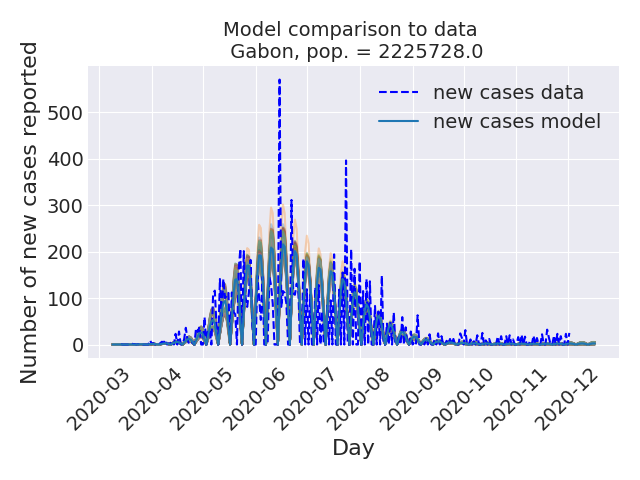 Model comparison to data
Gabon, pop. = 2225728.0
Number of new cases reported
500
400
300
200
100
0
new cases data
new cases model
2020-03
2020-04
2020-05
2020-06
2020-07
2020-08
2020-09
2020-10
2020-11
2020-12
Day